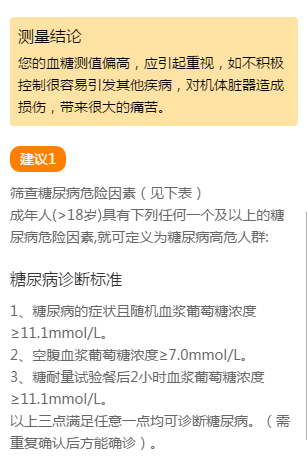 测量结论
您的血糖测值偏高，应引起重视，如不积极
控制很容易引发其他疾病，对机体脏器造成
损伤，带来很大的痛苦。
建议1
筛查糖尿病危险因素（见下表）
成年人(>18岁)具有下列任何一个及以上的糖
尿病危险因素,就可定义为糖尿病高危人群:
糖尿病诊断标准
1、糖尿病的症状且随机血浆葡萄糖浓度
≥11.1mmol/L。
2、空腹血浆葡萄糖浓度≥7.0mmol/L。
3、糖耐量试验餐后2小时血浆葡萄糖浓度
≥11.1mmol/L。
以上三点满足任意一点均可诊断糖尿病。（需
重复确认后方能确诊）。